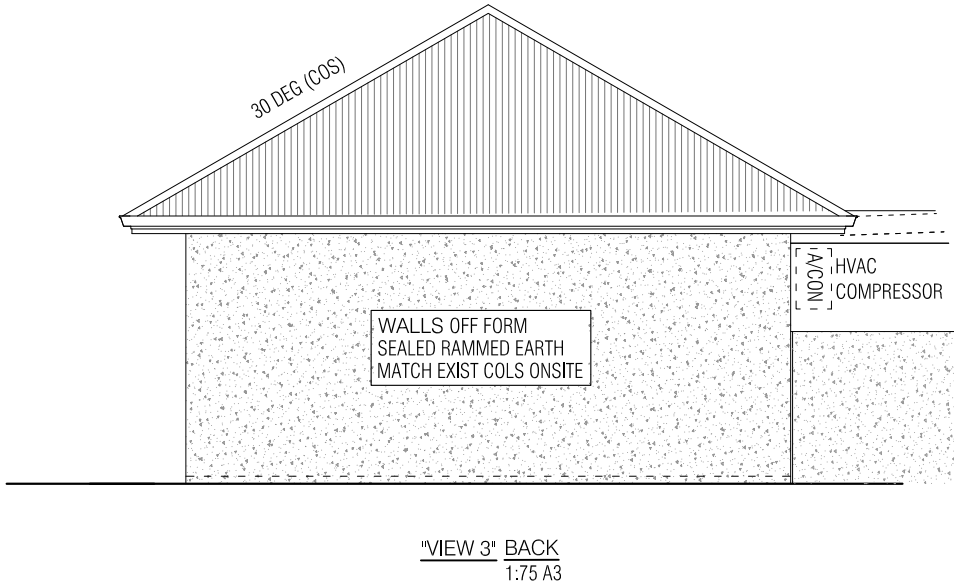 30 DEG (COS)
A/CON
HVAC
COMPRESSOR
WALLS OFF FORM
SEALED RAMMED EARTH
MATCH EXIST COLS ONSITE
"VIEW 3" BACK
1:75 A3